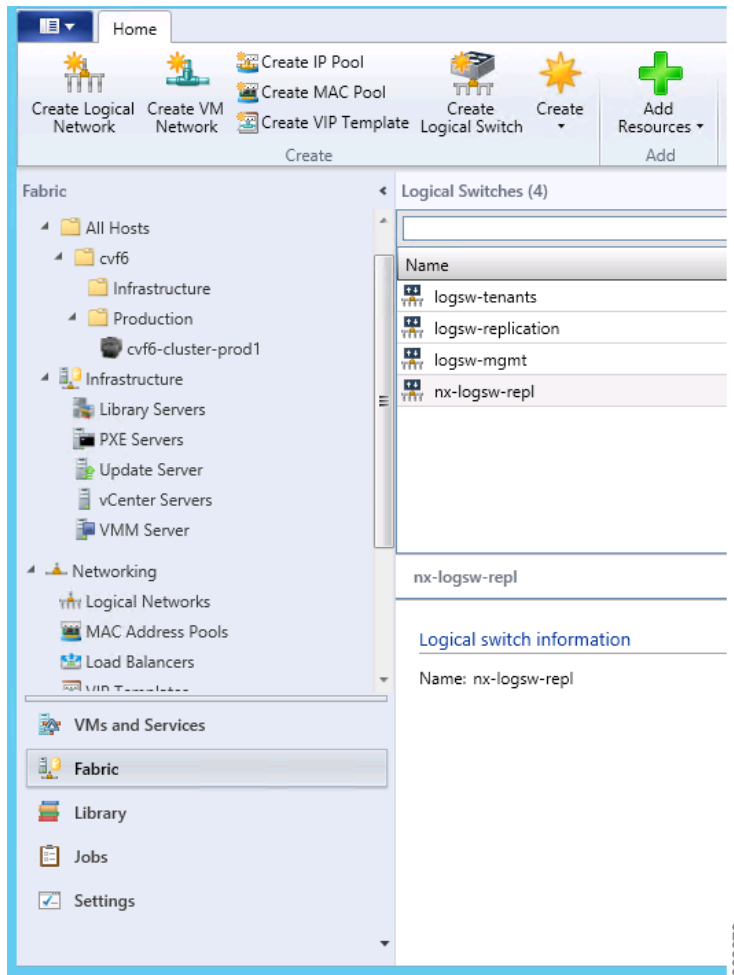 Home
Create Logical Network
Create VM Network
Create IP Pool
Create MAC Pool
Create VIP Template
Create Logical Switch
Create
Add Resources
Create
Add
Fabric
Logical Switches (4)
All Hosts
cvf6
Infrastructure
Production
cvf6-cluster-prod1
Infrastructure
Library Servers
PXE Servers
Update Server
vCenter Servers
VMM Server
Networking
Logical Networks
MAC Address Pools
Load Balancers
VIP Templates
VMs and Services
Fabric
Library
Jobs
Settings
Name
logsw-tenants
logsw-replication
logsw-mgmt
nx-logsw-repl
nx-logsw-repl
Logical switch information
Name: nx-logsw-repl